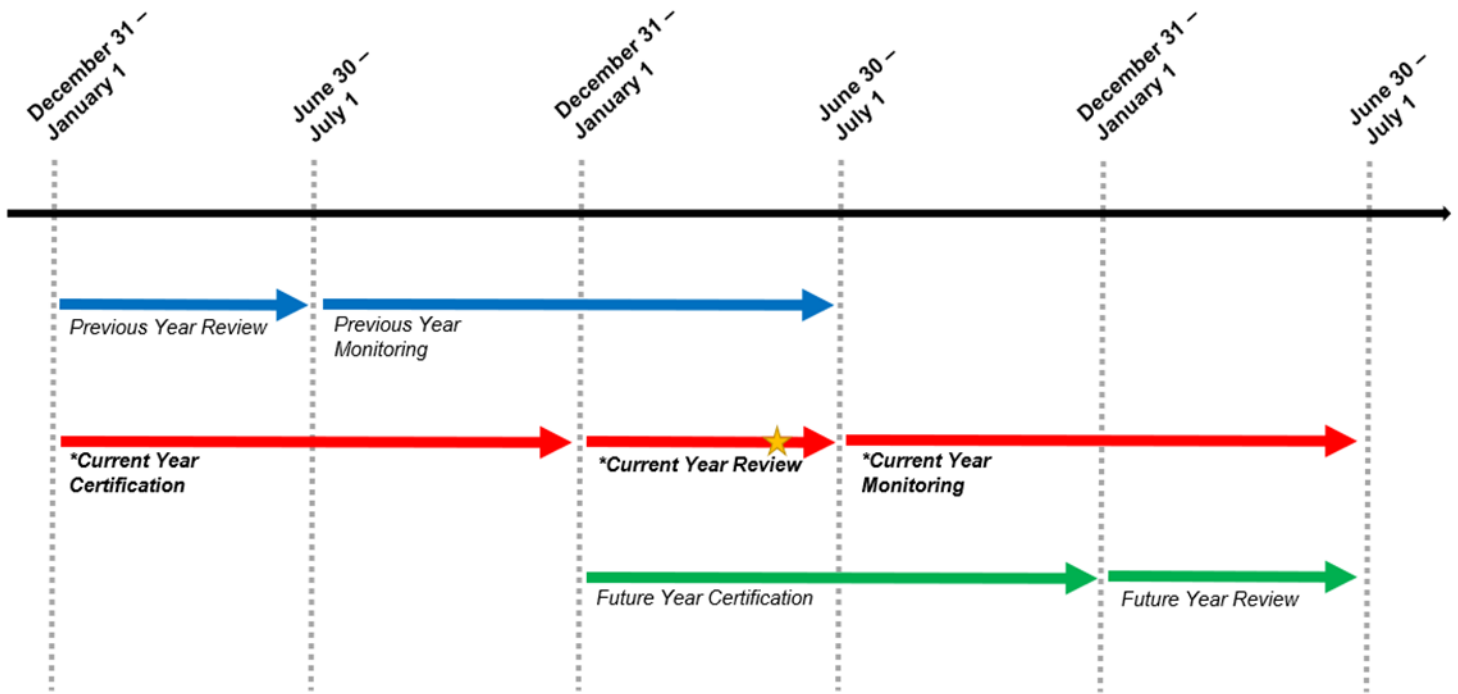 December 31 –
January 1
June 30 –
July 1
December 31 –
January 1
June 30 –
July 1
December 31 –
January 1
June 30 –
July 1
Previous Year Review
Previous Year
Monitoring
*Current Year
Certification
*Current Year Review
*Current Year
Monitoring
Future Year Certification
Future Year Review